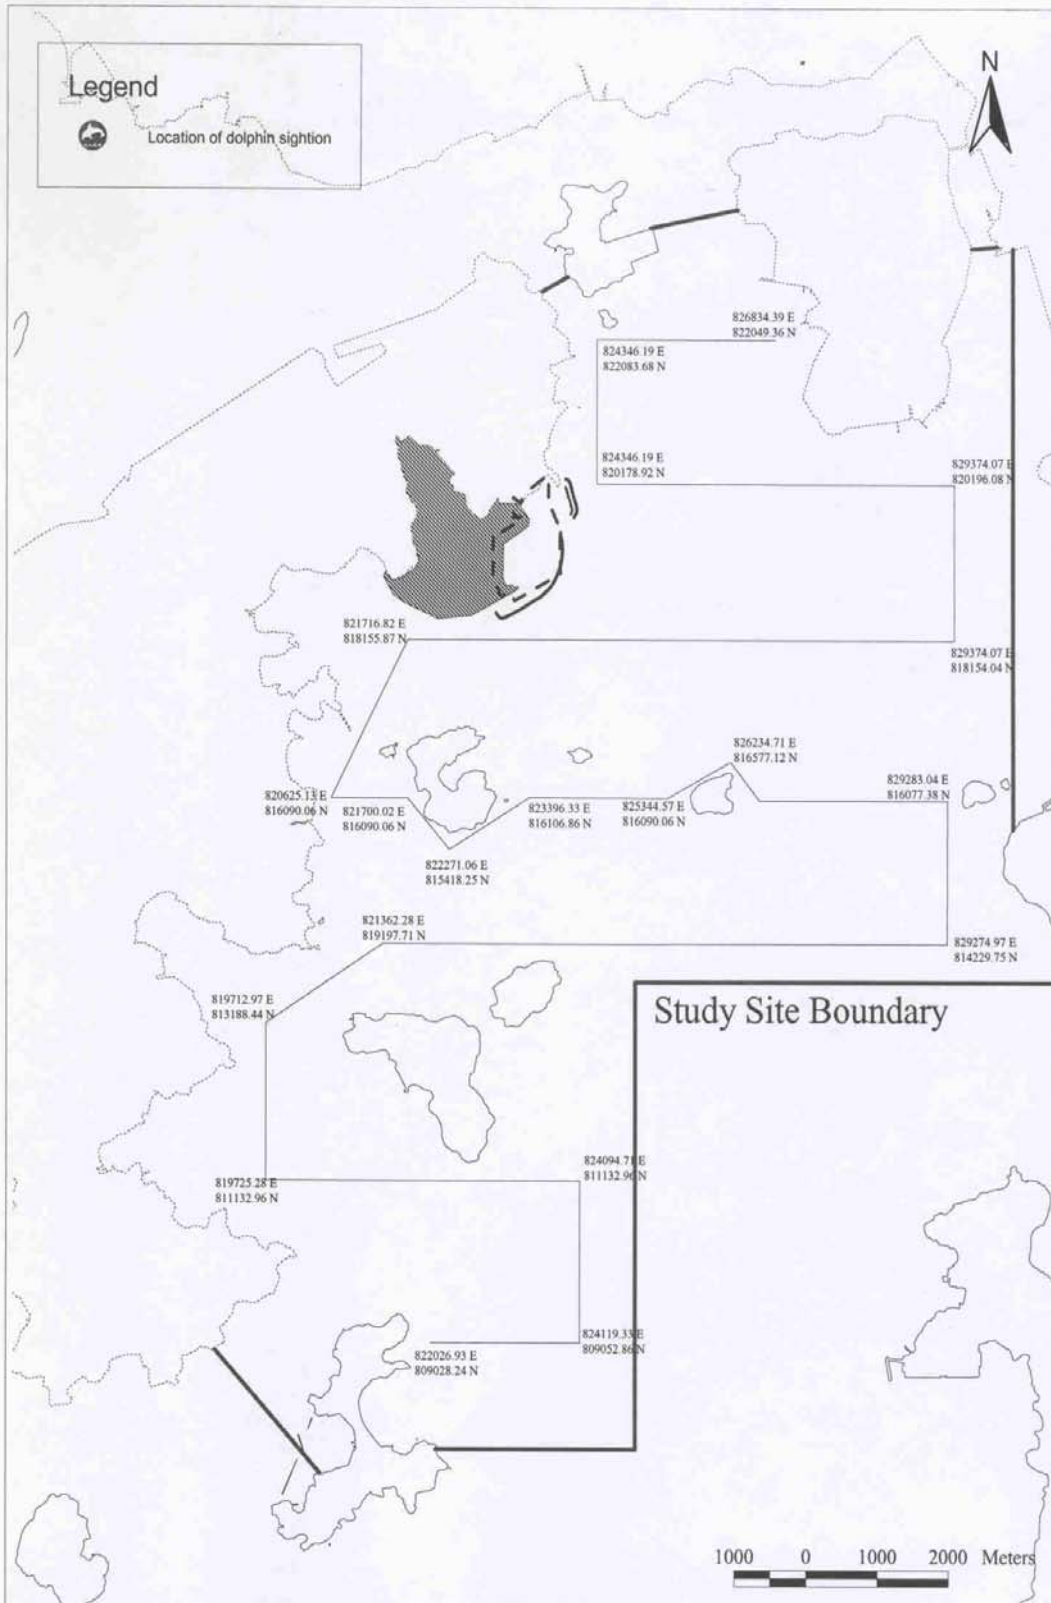 Legend
Location of dolphin sightion
N
826834.39 E
822049.36 N
824346.19 E
822083.68 N
824346.19 E
820178.92 N
829374.07 E
820196.08 N
821716.82 E
818155.87 N
829374.07 E
818154.04 N
826234.71 E
816577.12 N
820625.13 E
816090.06 N
821700.02 E
816090.06 N
823396.33 E
816106.86 N
825344.57 E
816090.06 N
829283.04 E
816077.38 N
822271.06 E
815418.25 N
821362.28 E
819197.71 N
829274.97 E
814229.75 N
819712.97 E
813188.44 N
Study Site Boundary
824094.71 E
811132.96 N
819725.28 E
811132.96 N
824119.33 E
809052.86 N
822026.93 E
809028.24 N
1000 0 1000 2000 Meters